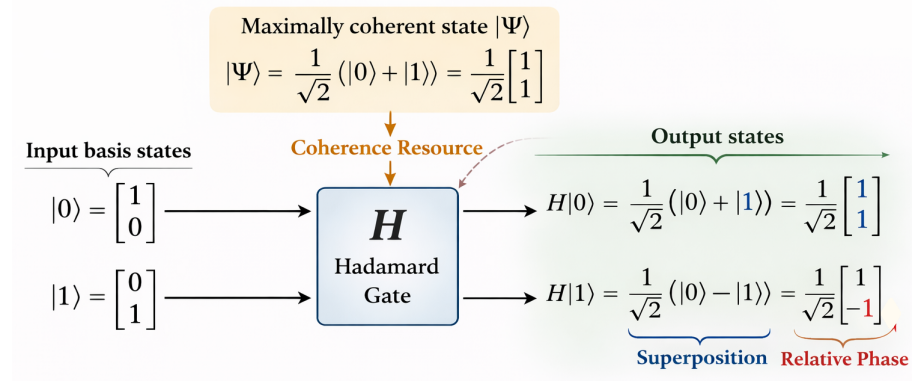 Maximally coherent state |Ψ⟩
|Ψ⟩ = 1/√2 (|0⟩ + |1⟩) = 1/√2 [1 1]
Coherence Resource
Input basis states
|0⟩ = [1 0]
|1⟩ = [0 1]
H
Hadamard
Gate
Output states
H|0⟩ = 1/√2 (|0⟩ + |1⟩) = 1/√2 [1 1]
H|1⟩ = 1/√2 (|0⟩ − |1⟩) = 1/√2 [1 −1]
Superposition
Relative Phase